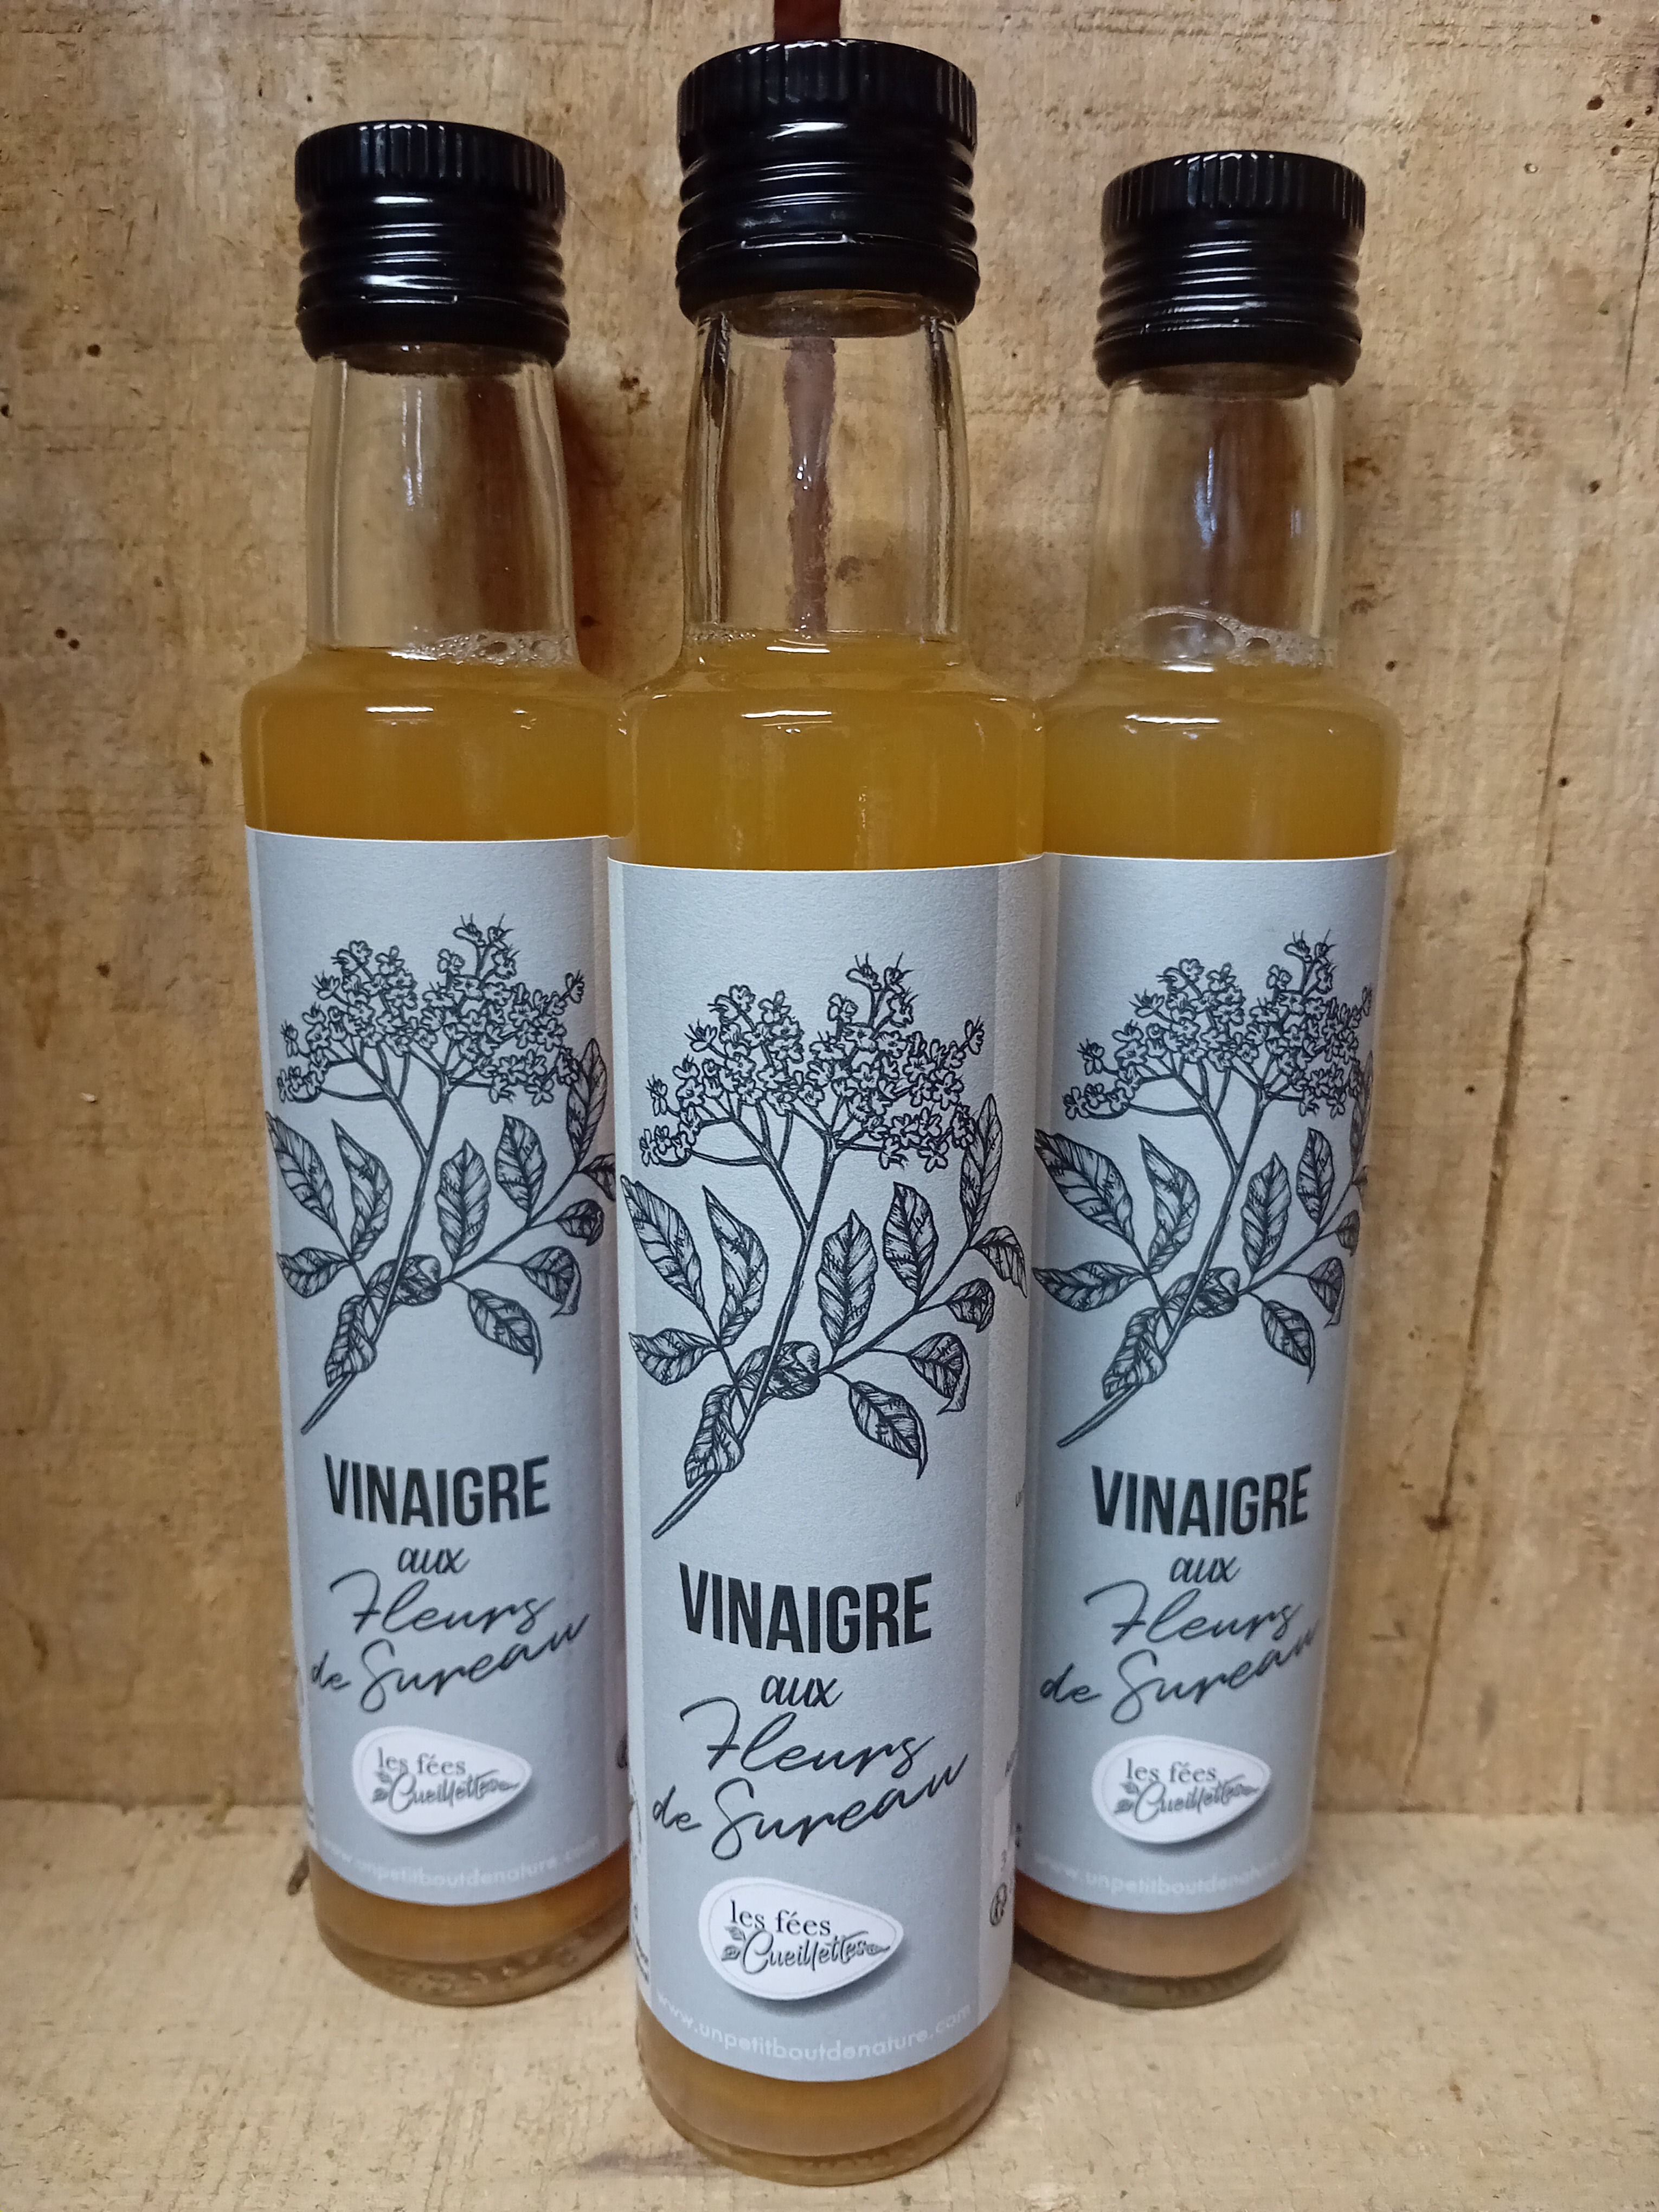 VINAIGRE
aux
Fleurs
de Sureau
les fées
Cueillettes
www.unpetitboutdenature.com
VINAIGRE
aux
Fleurs
de Sureau
les fées
Cueillettes
www.unpetitboutdenature.com
VINAIGRE
aux
Fleurs
de Sureau
les fées
Cueillettes
www.unpetitboutdenature